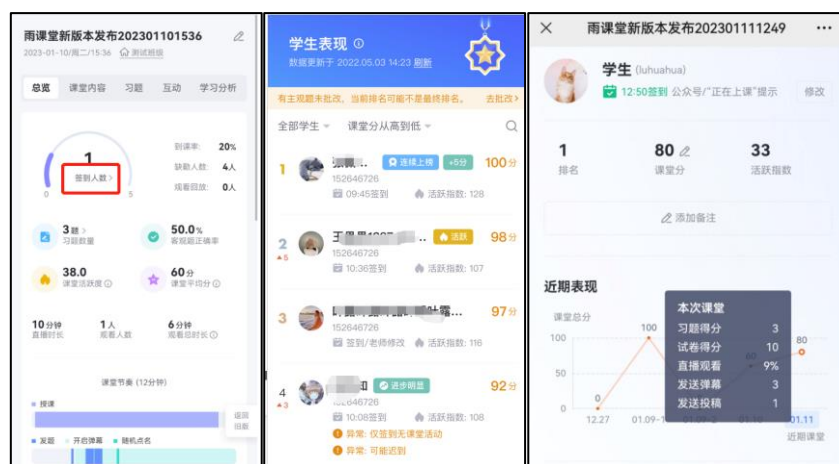 雨课堂新版本发布202301101536
2023-01-10/周二/15:36 测试班级
总览 课堂内容 习题 互动 学习分析
1
签到人数 >
0 5
到课率: 20%
缺勤人数: 4人
观看回放: 0人
3题 >
习题数量
50.0%
客观题正确率
38.0
课堂活跃度
60分
课堂平均分
10分钟
直播时长
1人
观看人数
6分钟
观看总时长
课堂节奏 (12分钟)
授课
返回
旧版
发题 开启弹幕 随机点名
学生表现
数据更新于 2022.05.03 14:23 刷新
有主观题未批改, 当前排名可能不是最终排名。 去批改>
全部学生 课堂分从高到低
1 连续上榜 +5分 100分
152646726
09:45签到 活跃指数: 128
2 活跃 98分
▲5 152646726
10:36签到 活跃指数: 107
3 97分
152646726
签到/老师修改 活跃指数: 116
4 进步明显 92分
▲3 152646726
10:08签到 活跃指数: 108
异常: 仅签到无课堂活动
异常: 可能迟到
雨课堂新版本发布202301111249
学生 (luhuahua)
12:50签到 公众号/“正在上课”提示 修改
1
排名
80
课堂分
33
活跃指数
添加备注
近期表现
课堂总分
100
50
0
0
100
60
80
12.27 01.09-1 01.10 01.11
近期课堂
本次课堂
习题得分 3
试卷得分 10
直播观看 9%
发送弹幕 3
发送投稿 1